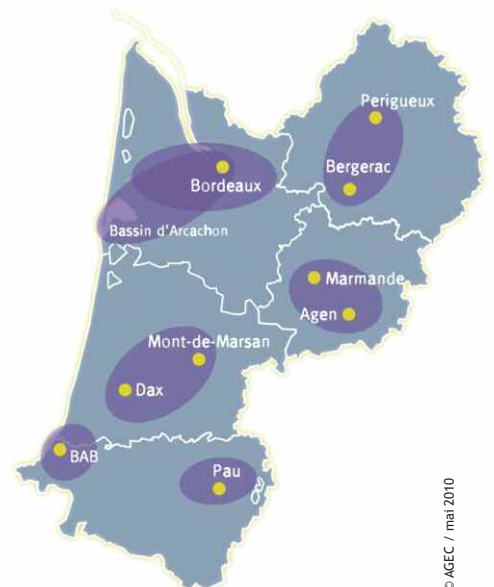 Perigueux
Bergerac
Bordeaux
Bassin d'Arcachon
Marmande
Agen
Mont-de-Marsan
Dax
BAB
Pau
© AGEC / mai 2010